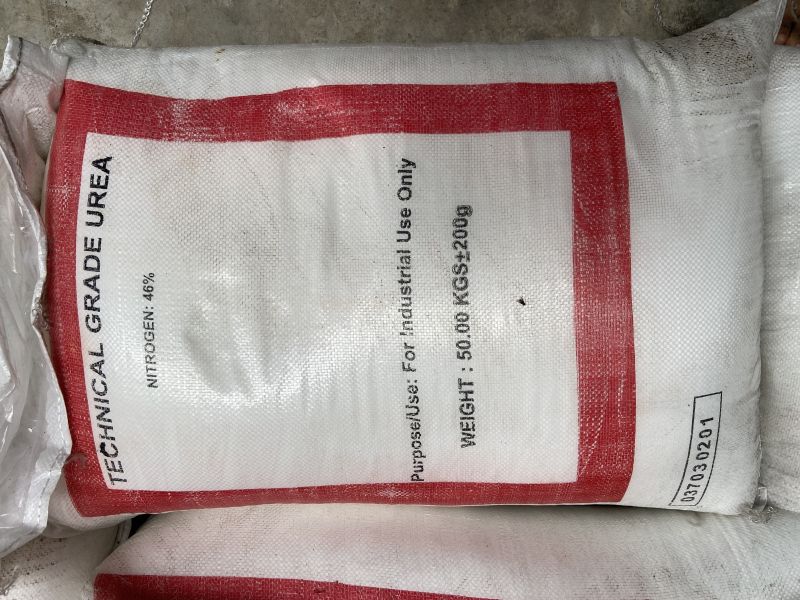 TECHNICAL GRADE UREA
NITROGEN: 46%
Purpose/Use: For Industrial Use Only
WEIGHT : 50.00 KGS±200g
037030201